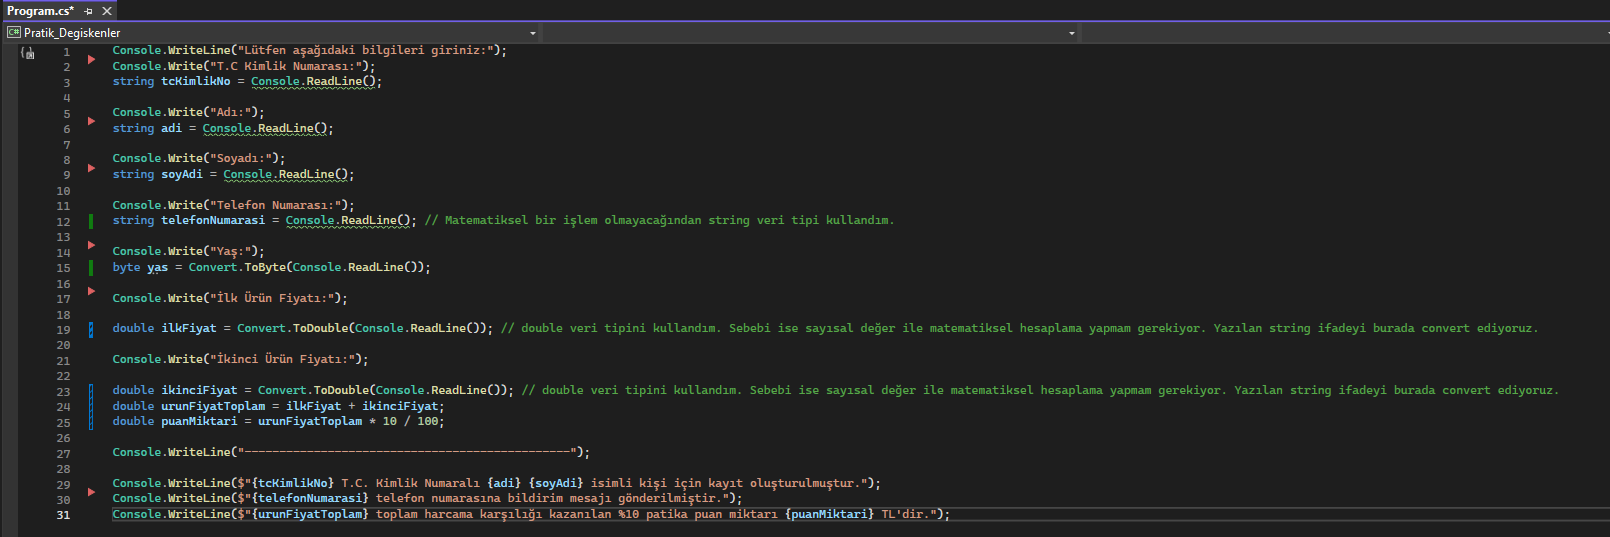 Program.cs*
C# Pratik_Degiskenler
1 Console.WriteLine("Lütfen aşağıdaki bilgileri giriniz:");
2 Console.Write("T.C Kimlik Numarası:");
3 string tcKimlikNo = Console.ReadLine();
4
5 Console.Write("Adı:");
6 string adi = Console.ReadLine();
7
8 Console.Write("Soyadı:");
9 string soyAdi = Console.ReadLine();
10
11 Console.Write("Telefon Numarası:");
12 string telefonNumarasi = Console.ReadLine(); // Matematiksel bir işlem olmayacağından string veri tipi kullandım.
13
14 Console.Write("Yaş:");
15 byte yas = Convert.ToByte(Console.ReadLine());
16
17 Console.Write("İlk Ürün Fiyatı:");
18
19 double ilkFiyat = Convert.ToDouble(Console.ReadLine()); // double veri tipini kullandım. Sebebi ise sayısal değer ile matematiksel hesaplama yapmam gerekiyor. Yazılan string ifadeyi burada convert ediyoruz.
20
21 Console.Write("İkinci Ürün Fiyatı:");
22
23 double ikinciFiyat = Convert.ToDouble(Console.ReadLine()); // double veri tipini kullandım. Sebebi ise sayısal değer ile matematiksel hesaplama yapmam gerekiyor. Yazılan string ifadeyi burada convert ediyoruz.
24 double urunFiyatToplam = ilkFiyat + ikinciFiyat;
25 double puanMiktari = urunFiyatToplam * 10 / 100;
26
27 Console.WriteLine("-----------------------------------------------");
28
29 Console.WriteLine($"{tcKimlikNo} T.C. Kimlik Numaralı {adi} {soyAdi} isimli kişi için kayıt oluşturulmuştur.");
30 Console.WriteLine($"{telefonNumarasi} telefon numarasına bildirim mesajı gönderilmiştir.");
31 Console.WriteLine($"{urunFiyatToplam} toplam harcama karşılığı kazanılan %10 patika puan miktarı {puanMiktari} TL'dir.");